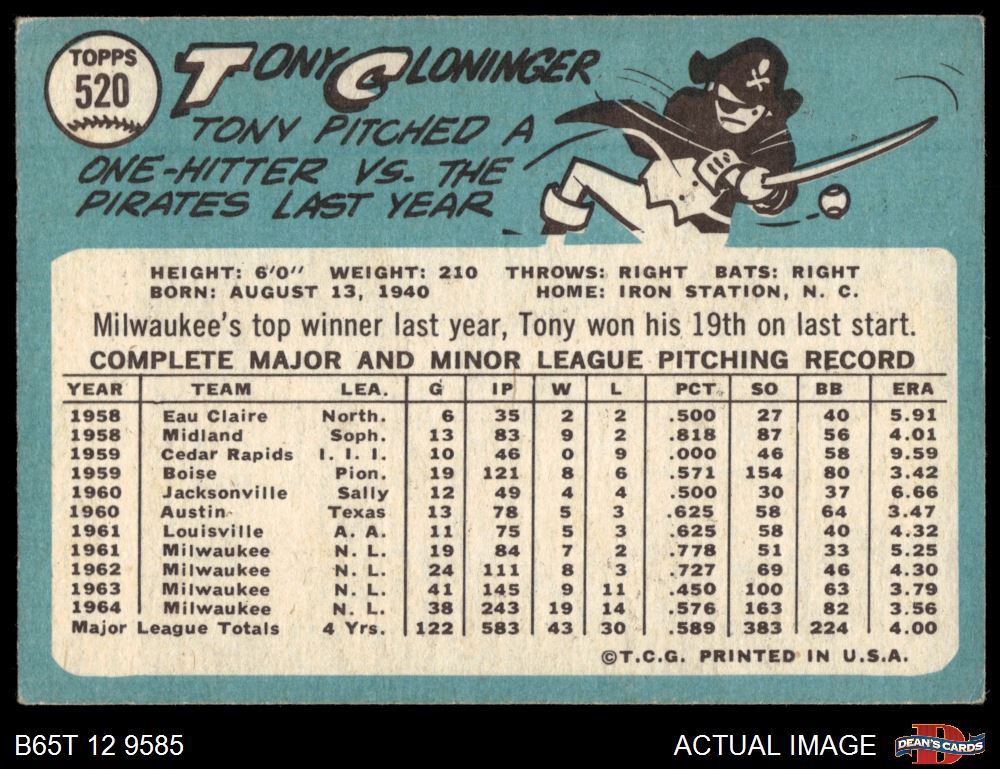 TOPPS
520
TONY CLONINGER
TONY PITCHED A
ONE-HITTER VS. THE
PIRATES LAST YEAR
HEIGHT: 6'0" WEIGHT: 210 THROWS: RIGHT BATS: RIGHT
BORN: AUGUST 13, 1940 HOME: IRON STATION, N. C.
Milwaukee's top winner last year, Tony won his 19th on last start.
COMPLETE MAJOR AND MINOR LEAGUE PITCHING RECORD
YEAR TEAM LEA. G IP W L PCT. SO BB ERA
1958 Eau Claire North. 6 35 2 2 .500 27 40 5.91
1958 Midland Soph. 13 83 9 2 .818 87 56 4.01
1959 Cedar Rapids I. I. I. 10 46 0 9 .000 46 58 9.59
1959 Boise Pion. 19 121 8 6 .571 154 80 3.42
1960 Jacksonville Sally 12 49 4 4 .500 30 37 6.66
1960 Austin Texas 13 78 5 3 .625 58 64 3.47
1961 Louisville A. A. 11 75 5 3 .625 58 40 4.32
1961 Milwaukee N. L. 19 84 7 2 .778 51 33 5.25
1962 Milwaukee N. L. 24 111 8 3 .727 69 46 4.30
1963 Milwaukee N. L. 41 145 9 11 .450 100 63 3.79
1964 Milwaukee N. L. 38 243 19 14 .576 163 82 3.56
Major League Totals 4 Yrs. 122 583 43 30 .589 383 224 4.00
©T.C.G. PRINTED IN U.S.A.
B65T 12 9585
ACTUAL IMAGE
D
DEAN'S CARDS